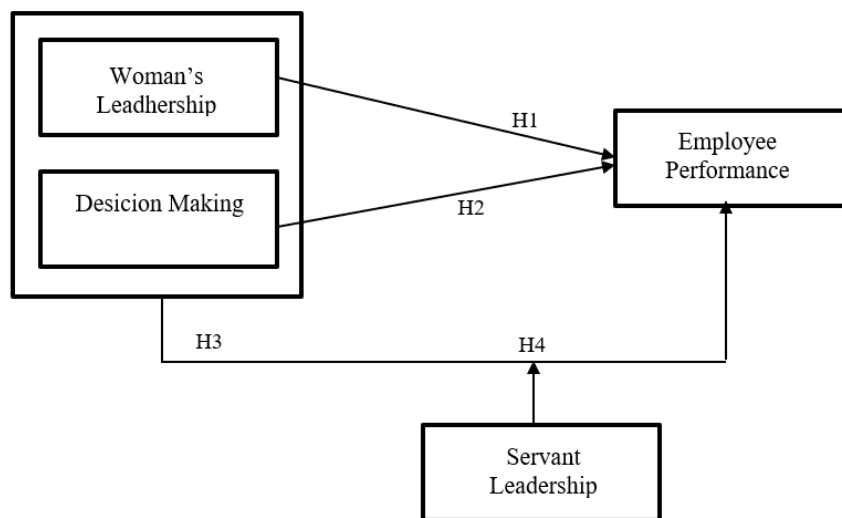 Woman’s
Leadhership
H1
Employee
Performance
Desicion Making
H2
H3
H4
Servant
Leadership